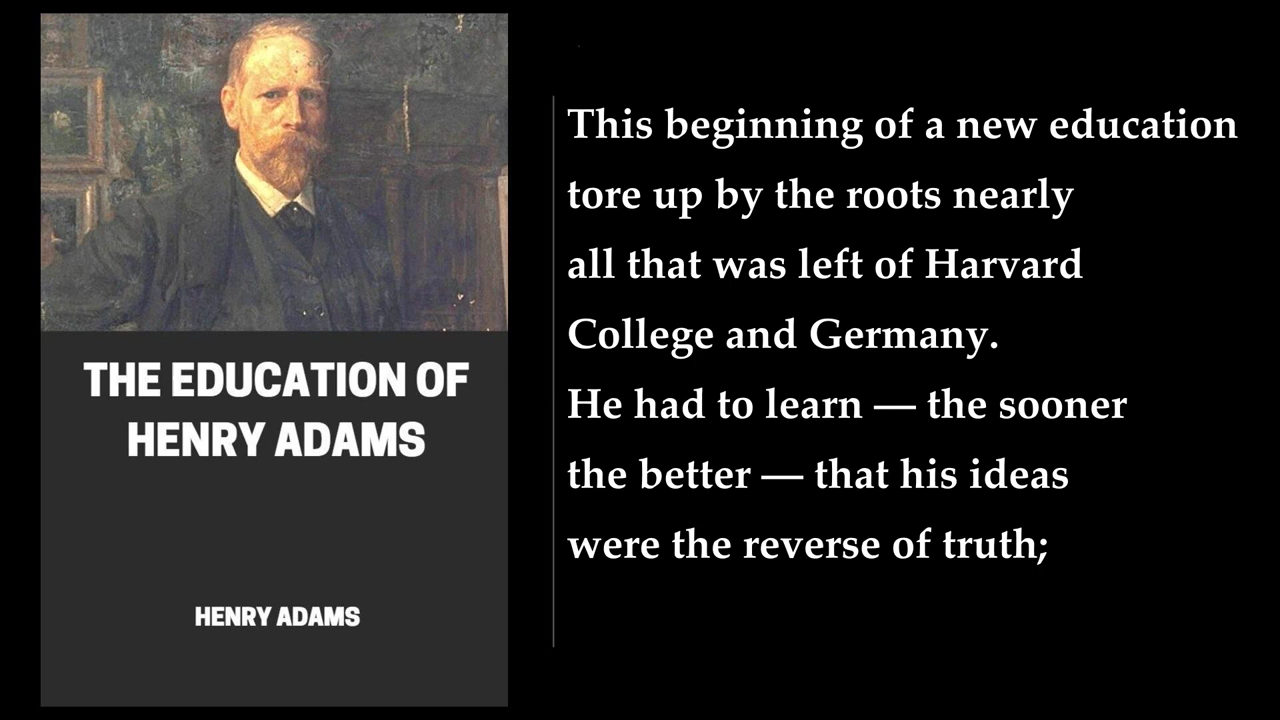 THE EDUCATION OF
HENRY ADAMS
HENRY ADAMS
This beginning of a new education
tore up by the roots nearly
all that was left of Harvard
College and Germany.
He had to learn — the sooner
the better — that his ideas
were the reverse of truth;